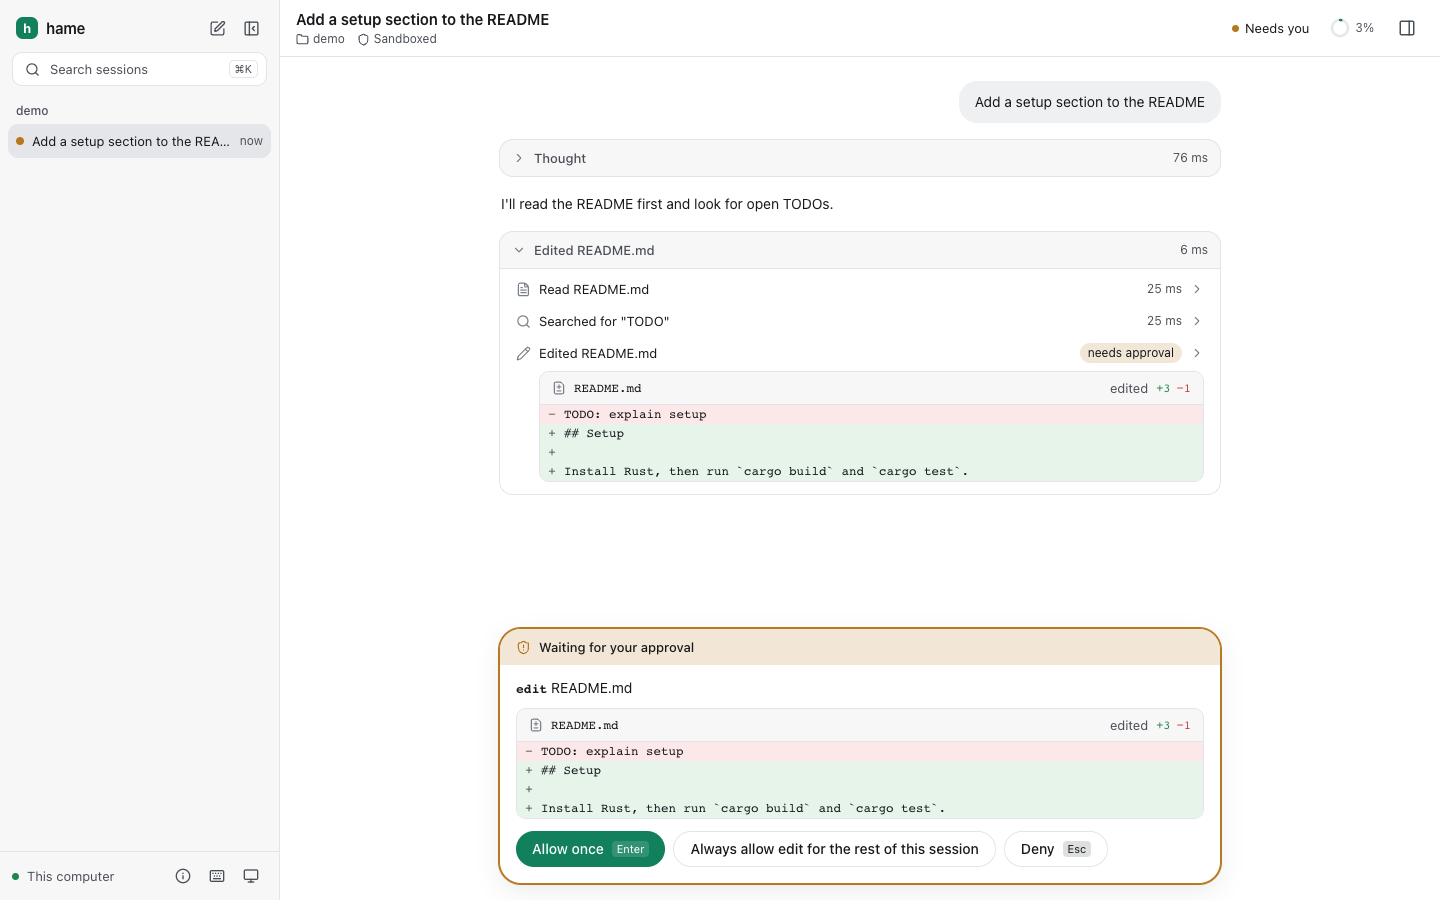 h hame
Search sessions ⌘K
demo
Add a setup section to the REA... now
This computer
Add a setup section to the README
demo Sandboxed
Needs you 3%
Add a setup section to the README
Thought 76 ms
I'll read the README first and look for open TODOs.
Edited README.md 6 ms
Read README.md 25 ms
Searched for "TODO" 25 ms
Edited README.md needs approval
README.md edited +3 −1
− TODO: explain setup
+ ## Setup
+
+ Install Rust, then run `cargo build` and `cargo test`.
Waiting for your approval
edit README.md
README.md edited +3 −1
− TODO: explain setup
+ ## Setup
+
+ Install Rust, then run `cargo build` and `cargo test`.
Allow once Enter Always allow edit for the rest of this session Deny Esc